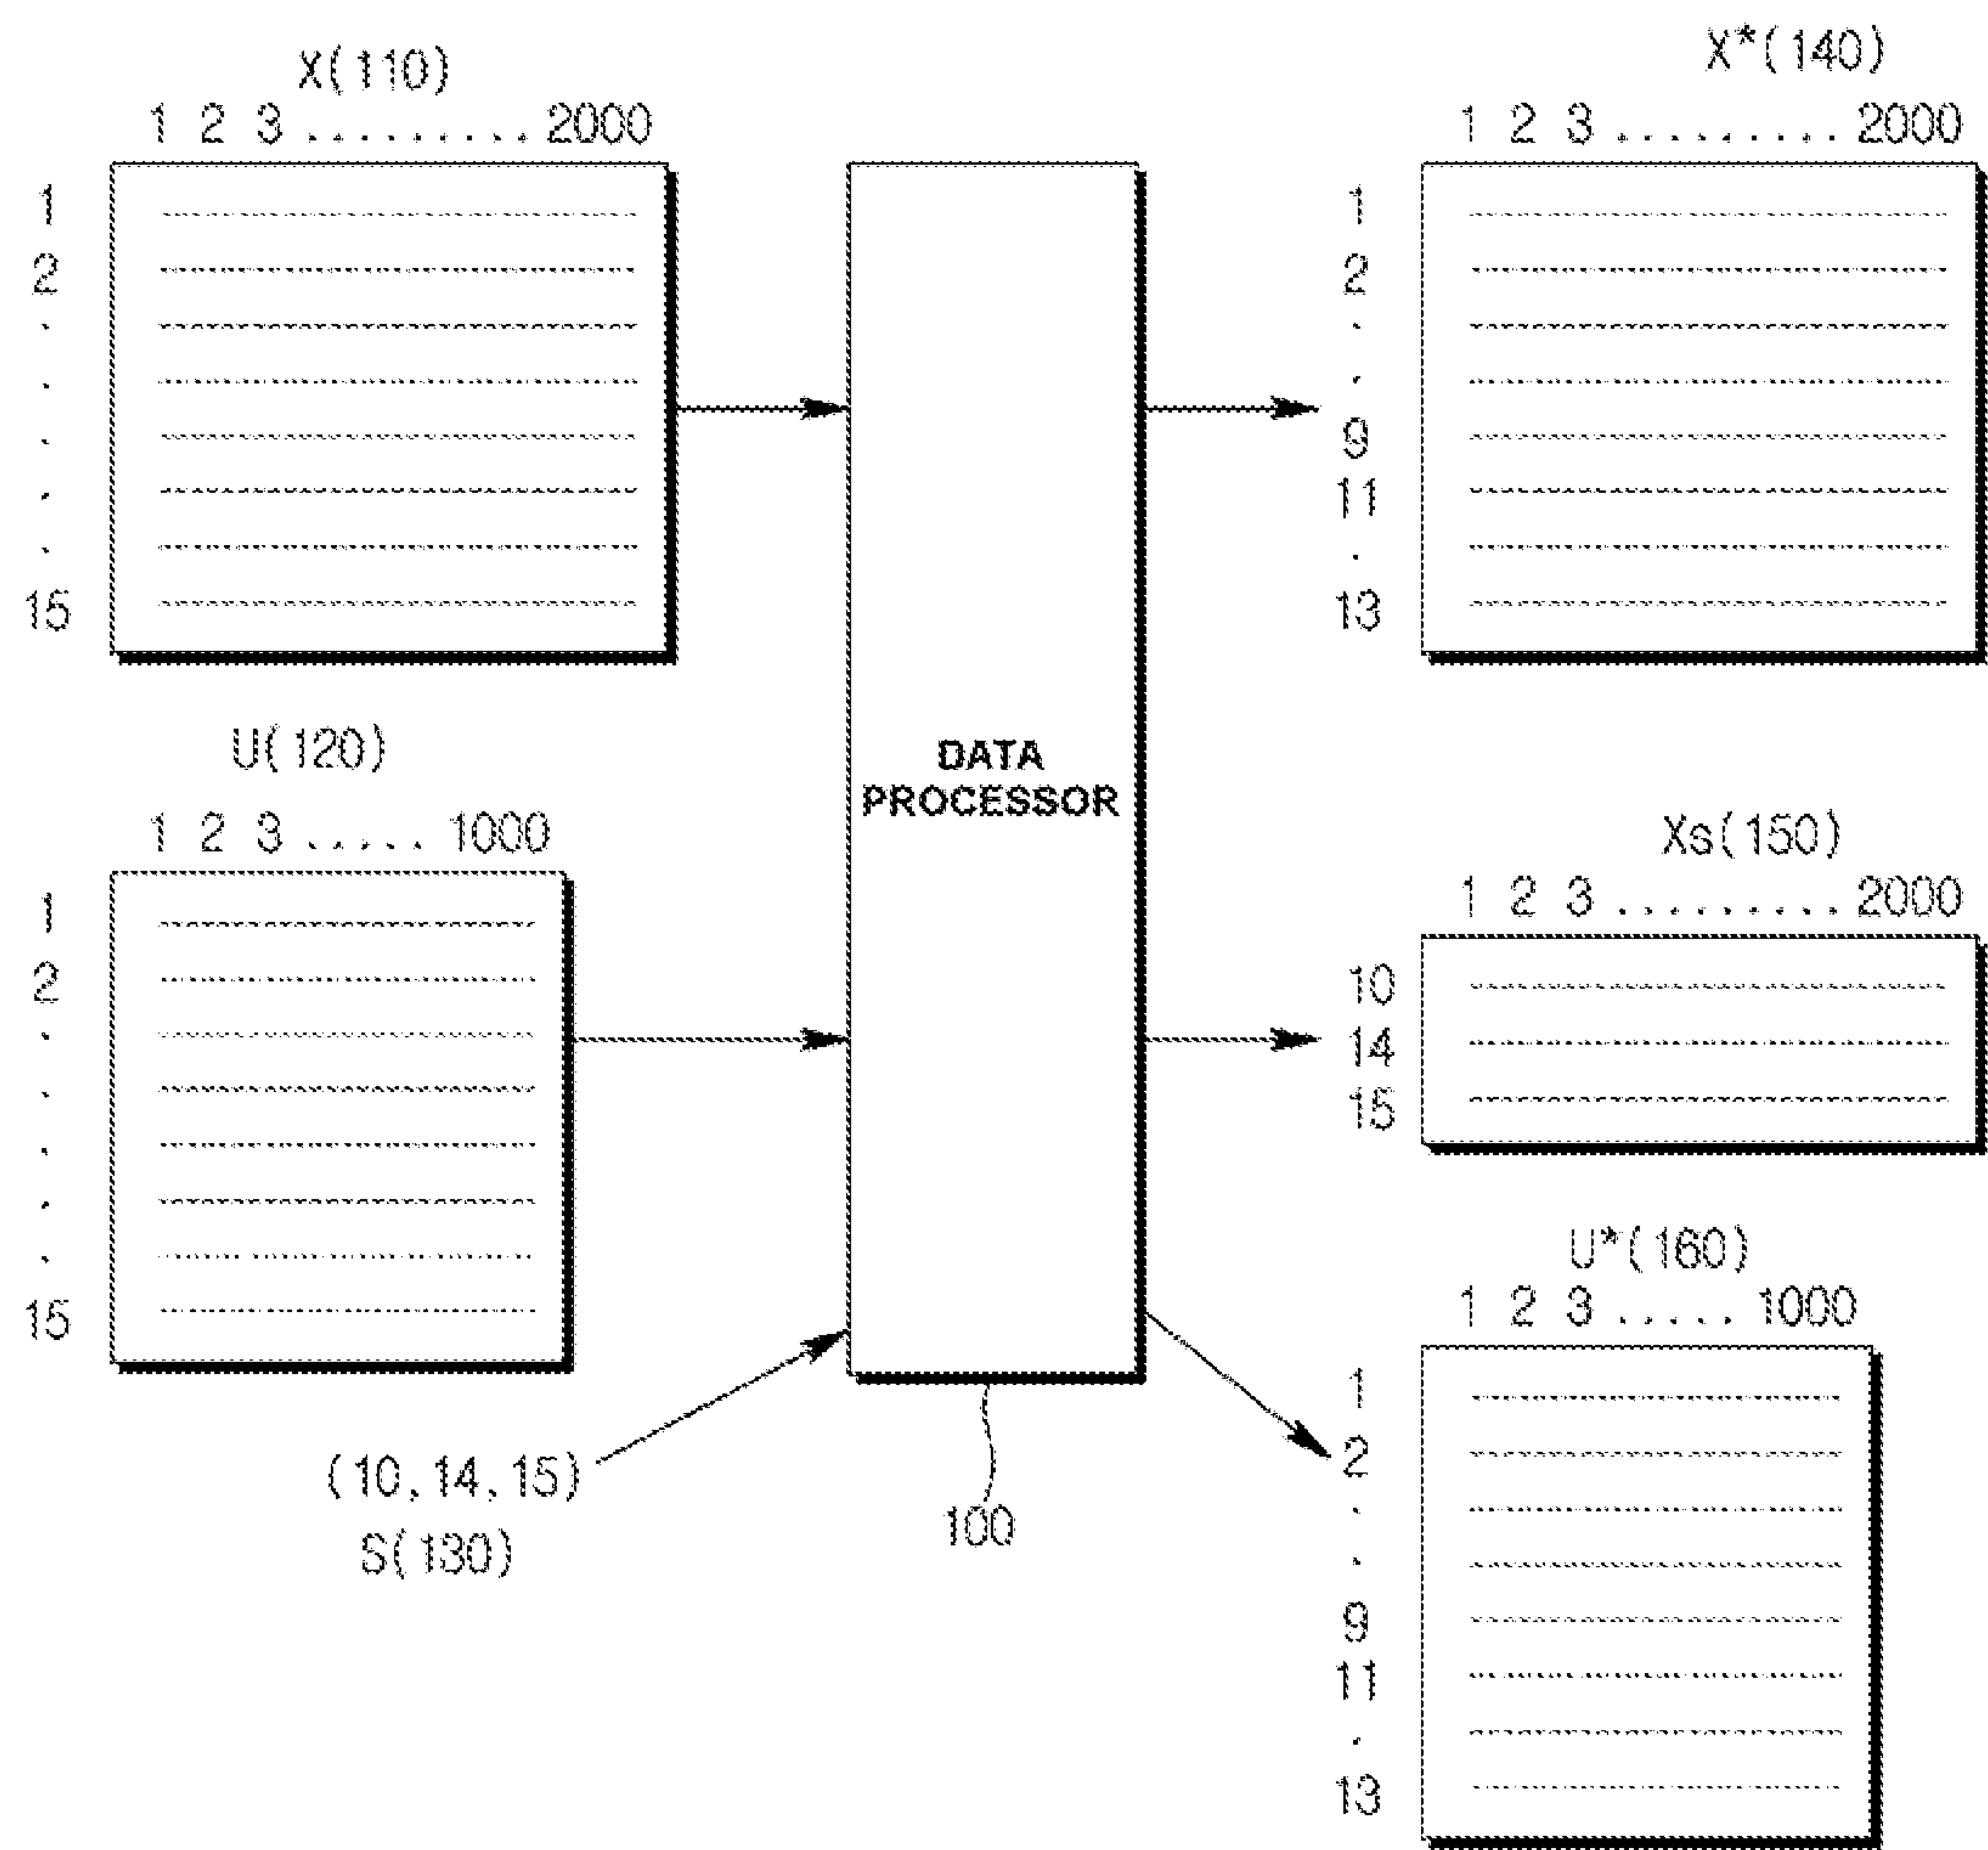 X(110)
1 2 3 ......... 2000
1
2
.
.
.
.
.
15
U(120)
1 2 3 ..... 1000
1
2
.
.
.
.
.
15
(10,14,15)
S(130)
DATA
PROCESSOR
100
X*(140)
1 2 3 ......... 2000
1
2
.
.
9
11
.
13
Xs(150)
1 2 3 ......... 2000
10
14
15
U*(160)
1 2 3 ..... 1000
1
2
.
.
9
11
.
13